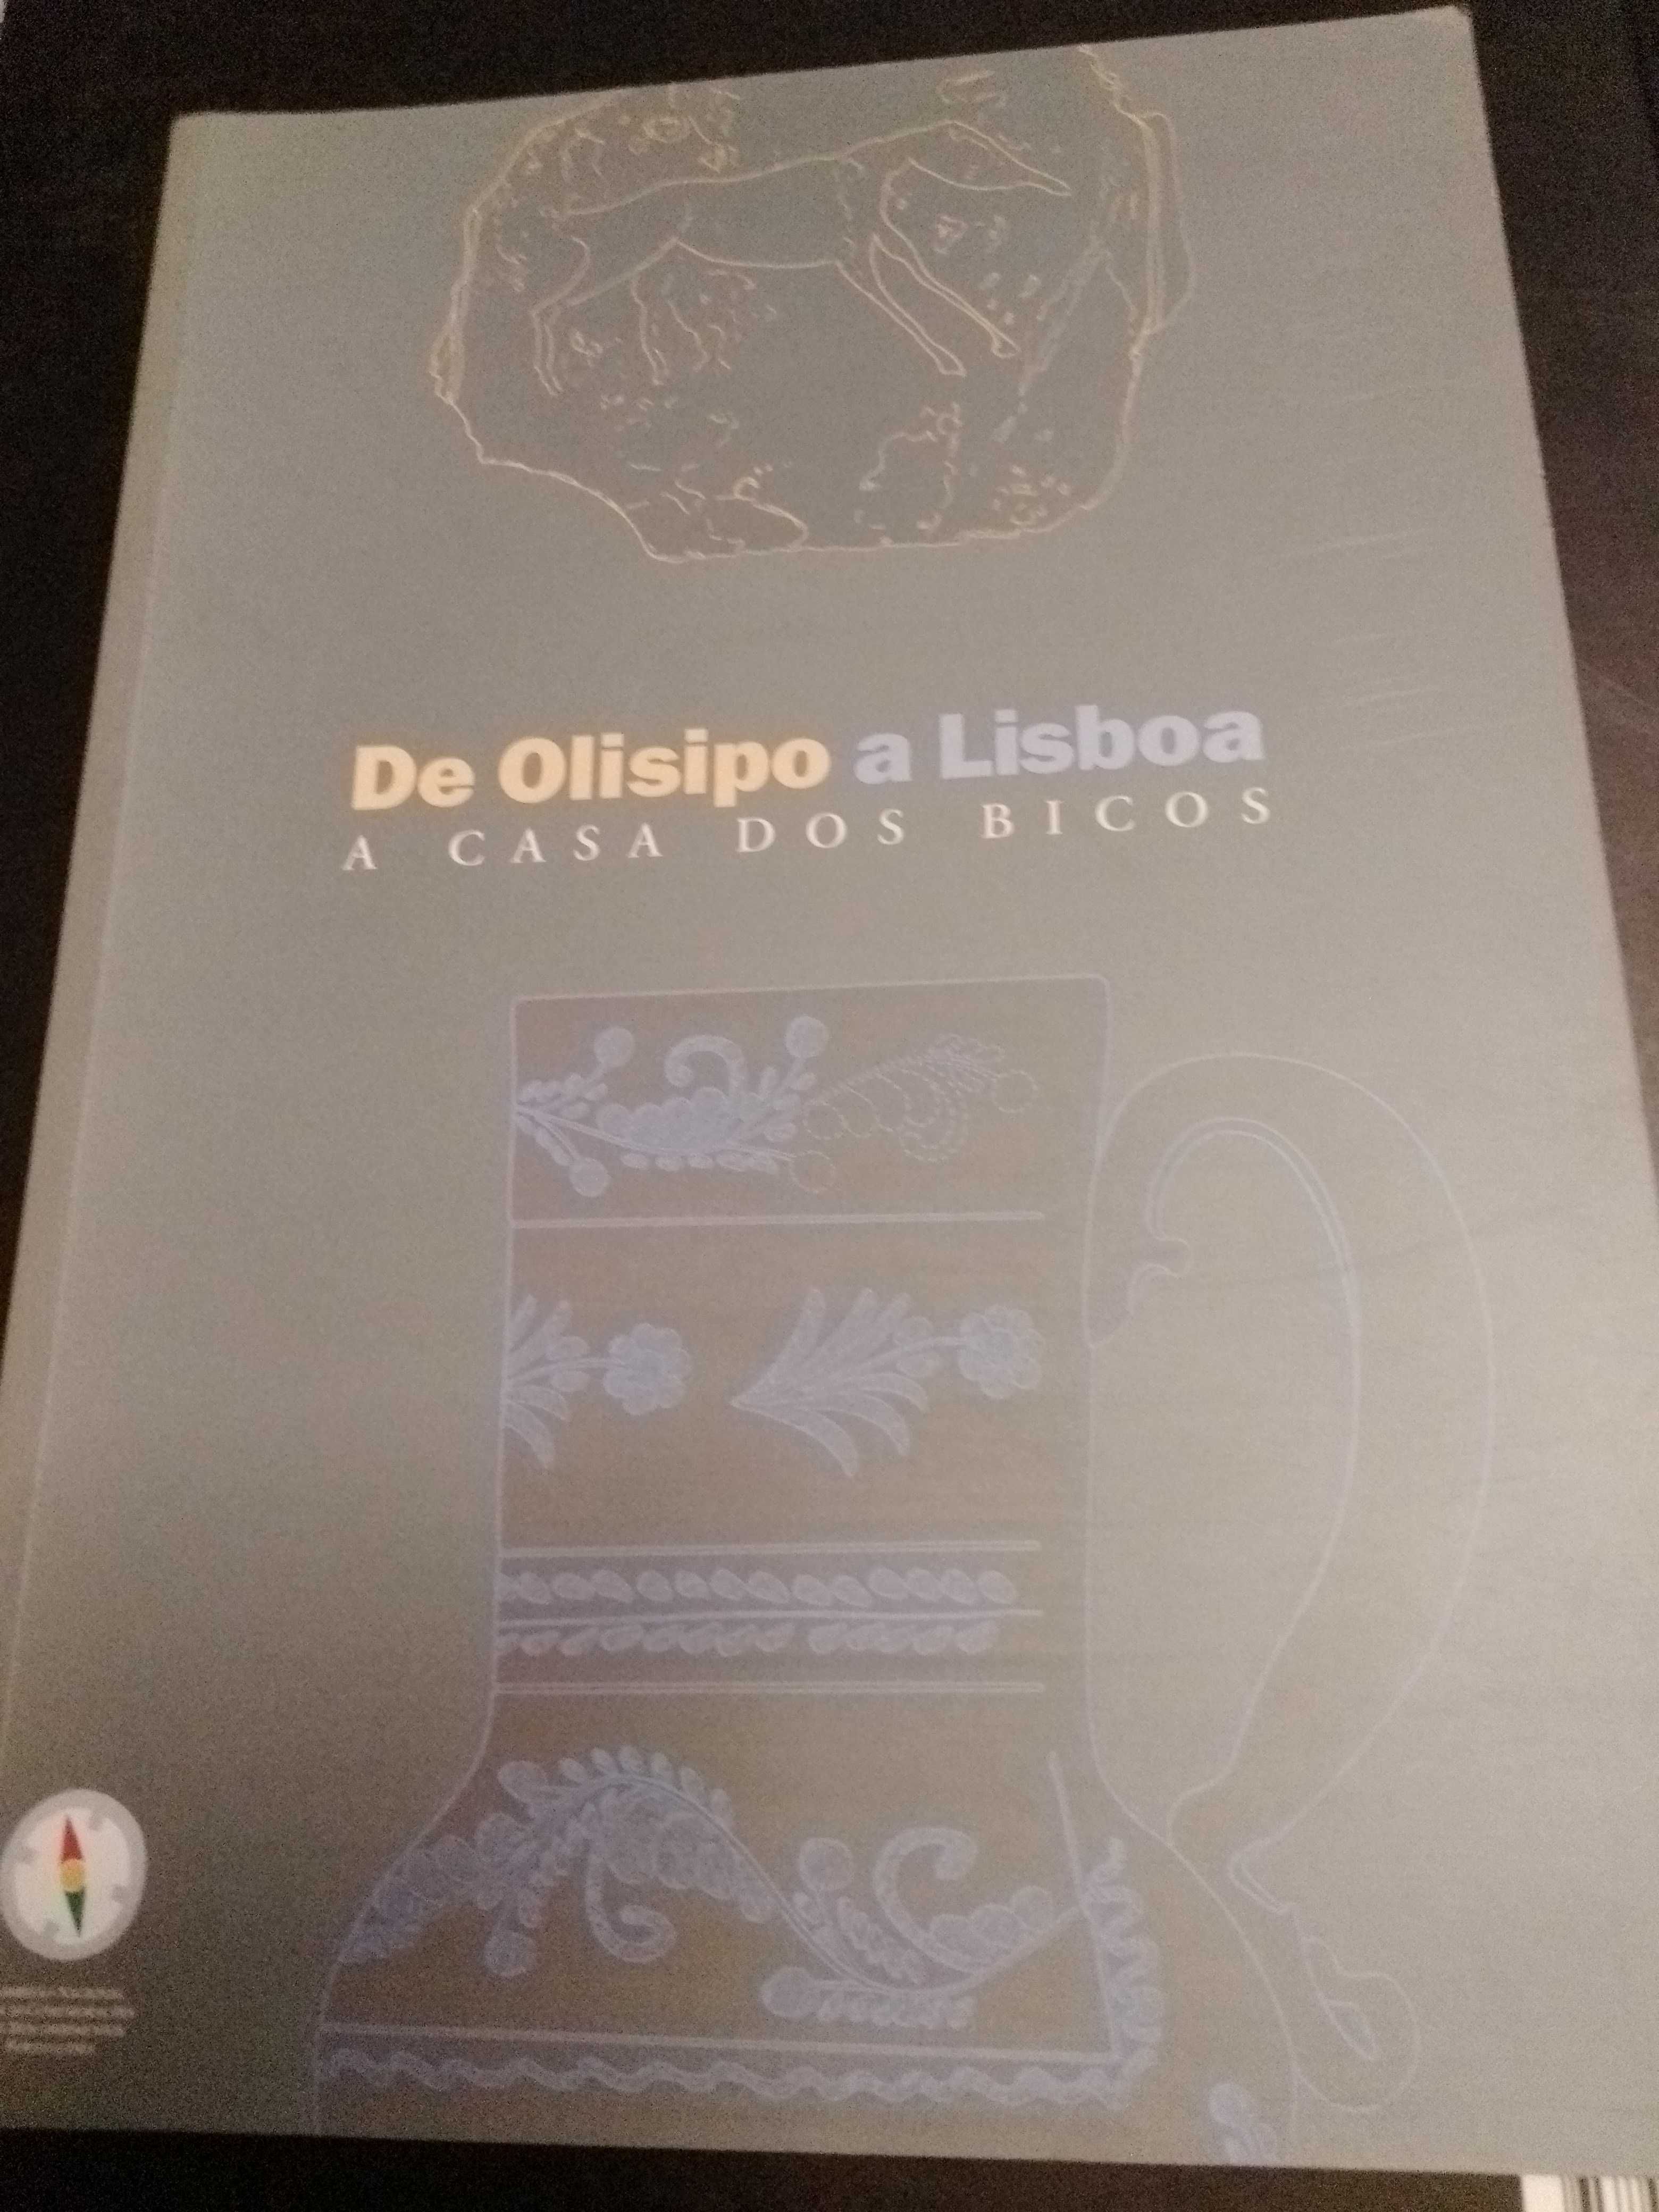 De Olisipo a Lisboa
A CASA DOS BICOS